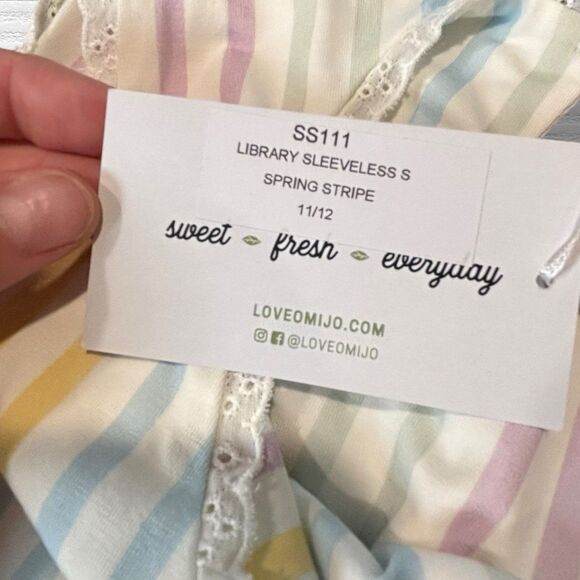 SS111
LIBRARY SLEEVELESS S
SPRING STRIPE
11/12
sweet fresh everyday
LOVEOMIJO.COM
@LOVEOMIJO